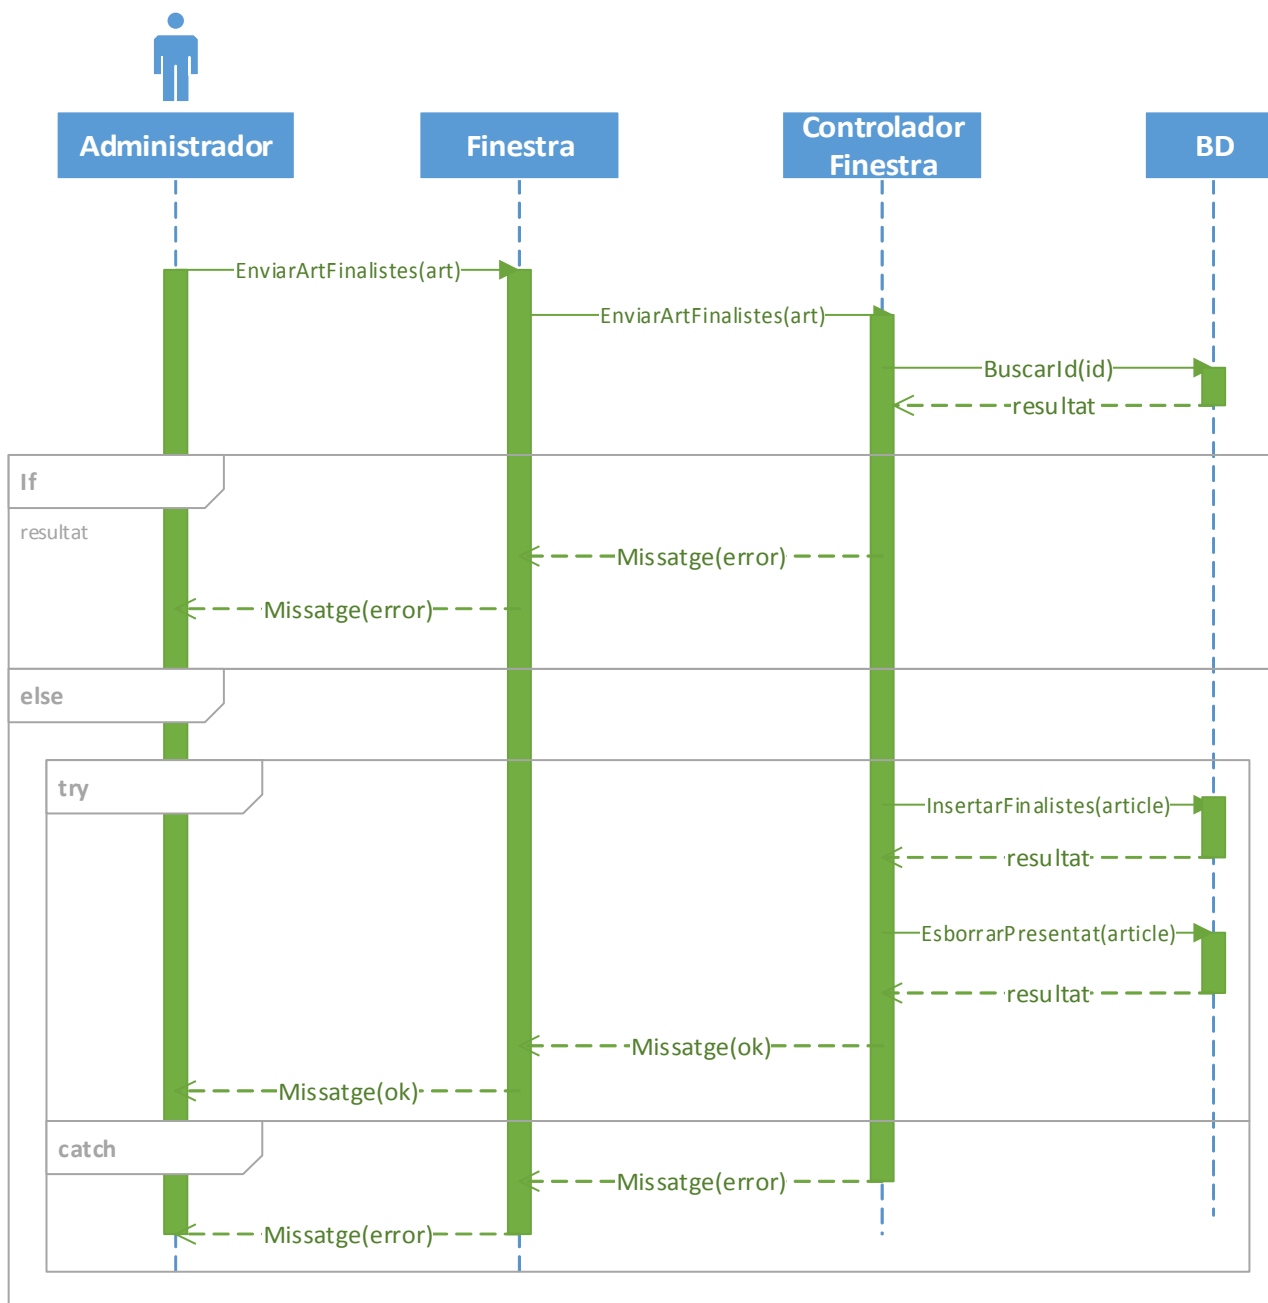 Administrador
Finestra
Controlador
Finestra
BD
EnviarArtFinalistes(art)
EnviarArtFinalistes(art)
BuscarId(id)
resultat
If
resultat
Missatge(error)
Missatge(error)
else
try
InsertarFinalistes(article)
resultat
EsborrarPresentat(article)
resultat
Missatge(ok)
Missatge(ok)
catch
Missatge(error)
Missatge(error)